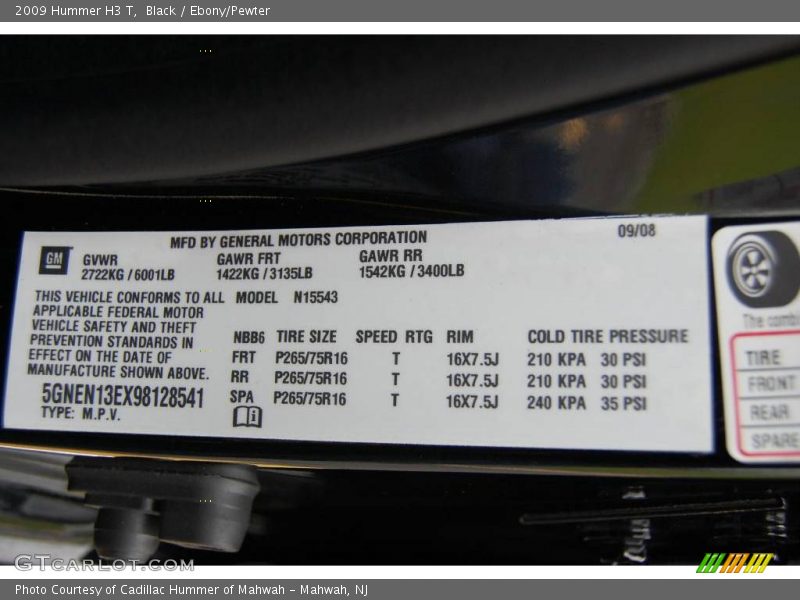 2009 Hummer H3 T,  Black / Ebony/Pewter
MFD BY GENERAL MOTORS CORPORATION
09/08
GM
GVWR
GAWR FRT
GAWR RR
2722KG / 6001LB
1422KG / 3135LB
1542KG / 3400LB
THIS VEHICLE CONFORMS TO ALL
APPLICABLE FEDERAL MOTOR
VEHICLE SAFETY AND THEFT
PREVENTION STANDARDS IN
EFFECT ON THE DATE OF
MANUFACTURE SHOWN ABOVE.
5GNEN13EX98128541
TYPE: M.P.V.
MODEL N15543
NBB6 TIRE SIZE SPEED RTG RIM COLD TIRE PRESSURE
FRT P265/75R16 T 16X7.5J 210 KPA 30 PSI
RR P265/75R16 T 16X7.5J 210 KPA 30 PSI
SPA P265/75R16 T 16X7.5J 240 KPA 35 PSI
The combi
TIRE
FRONT
REAR
SPARE
GTCARLOT.COM
Photo Courtesy of Cadillac Hummer of Mahwah - Mahwah, NJ